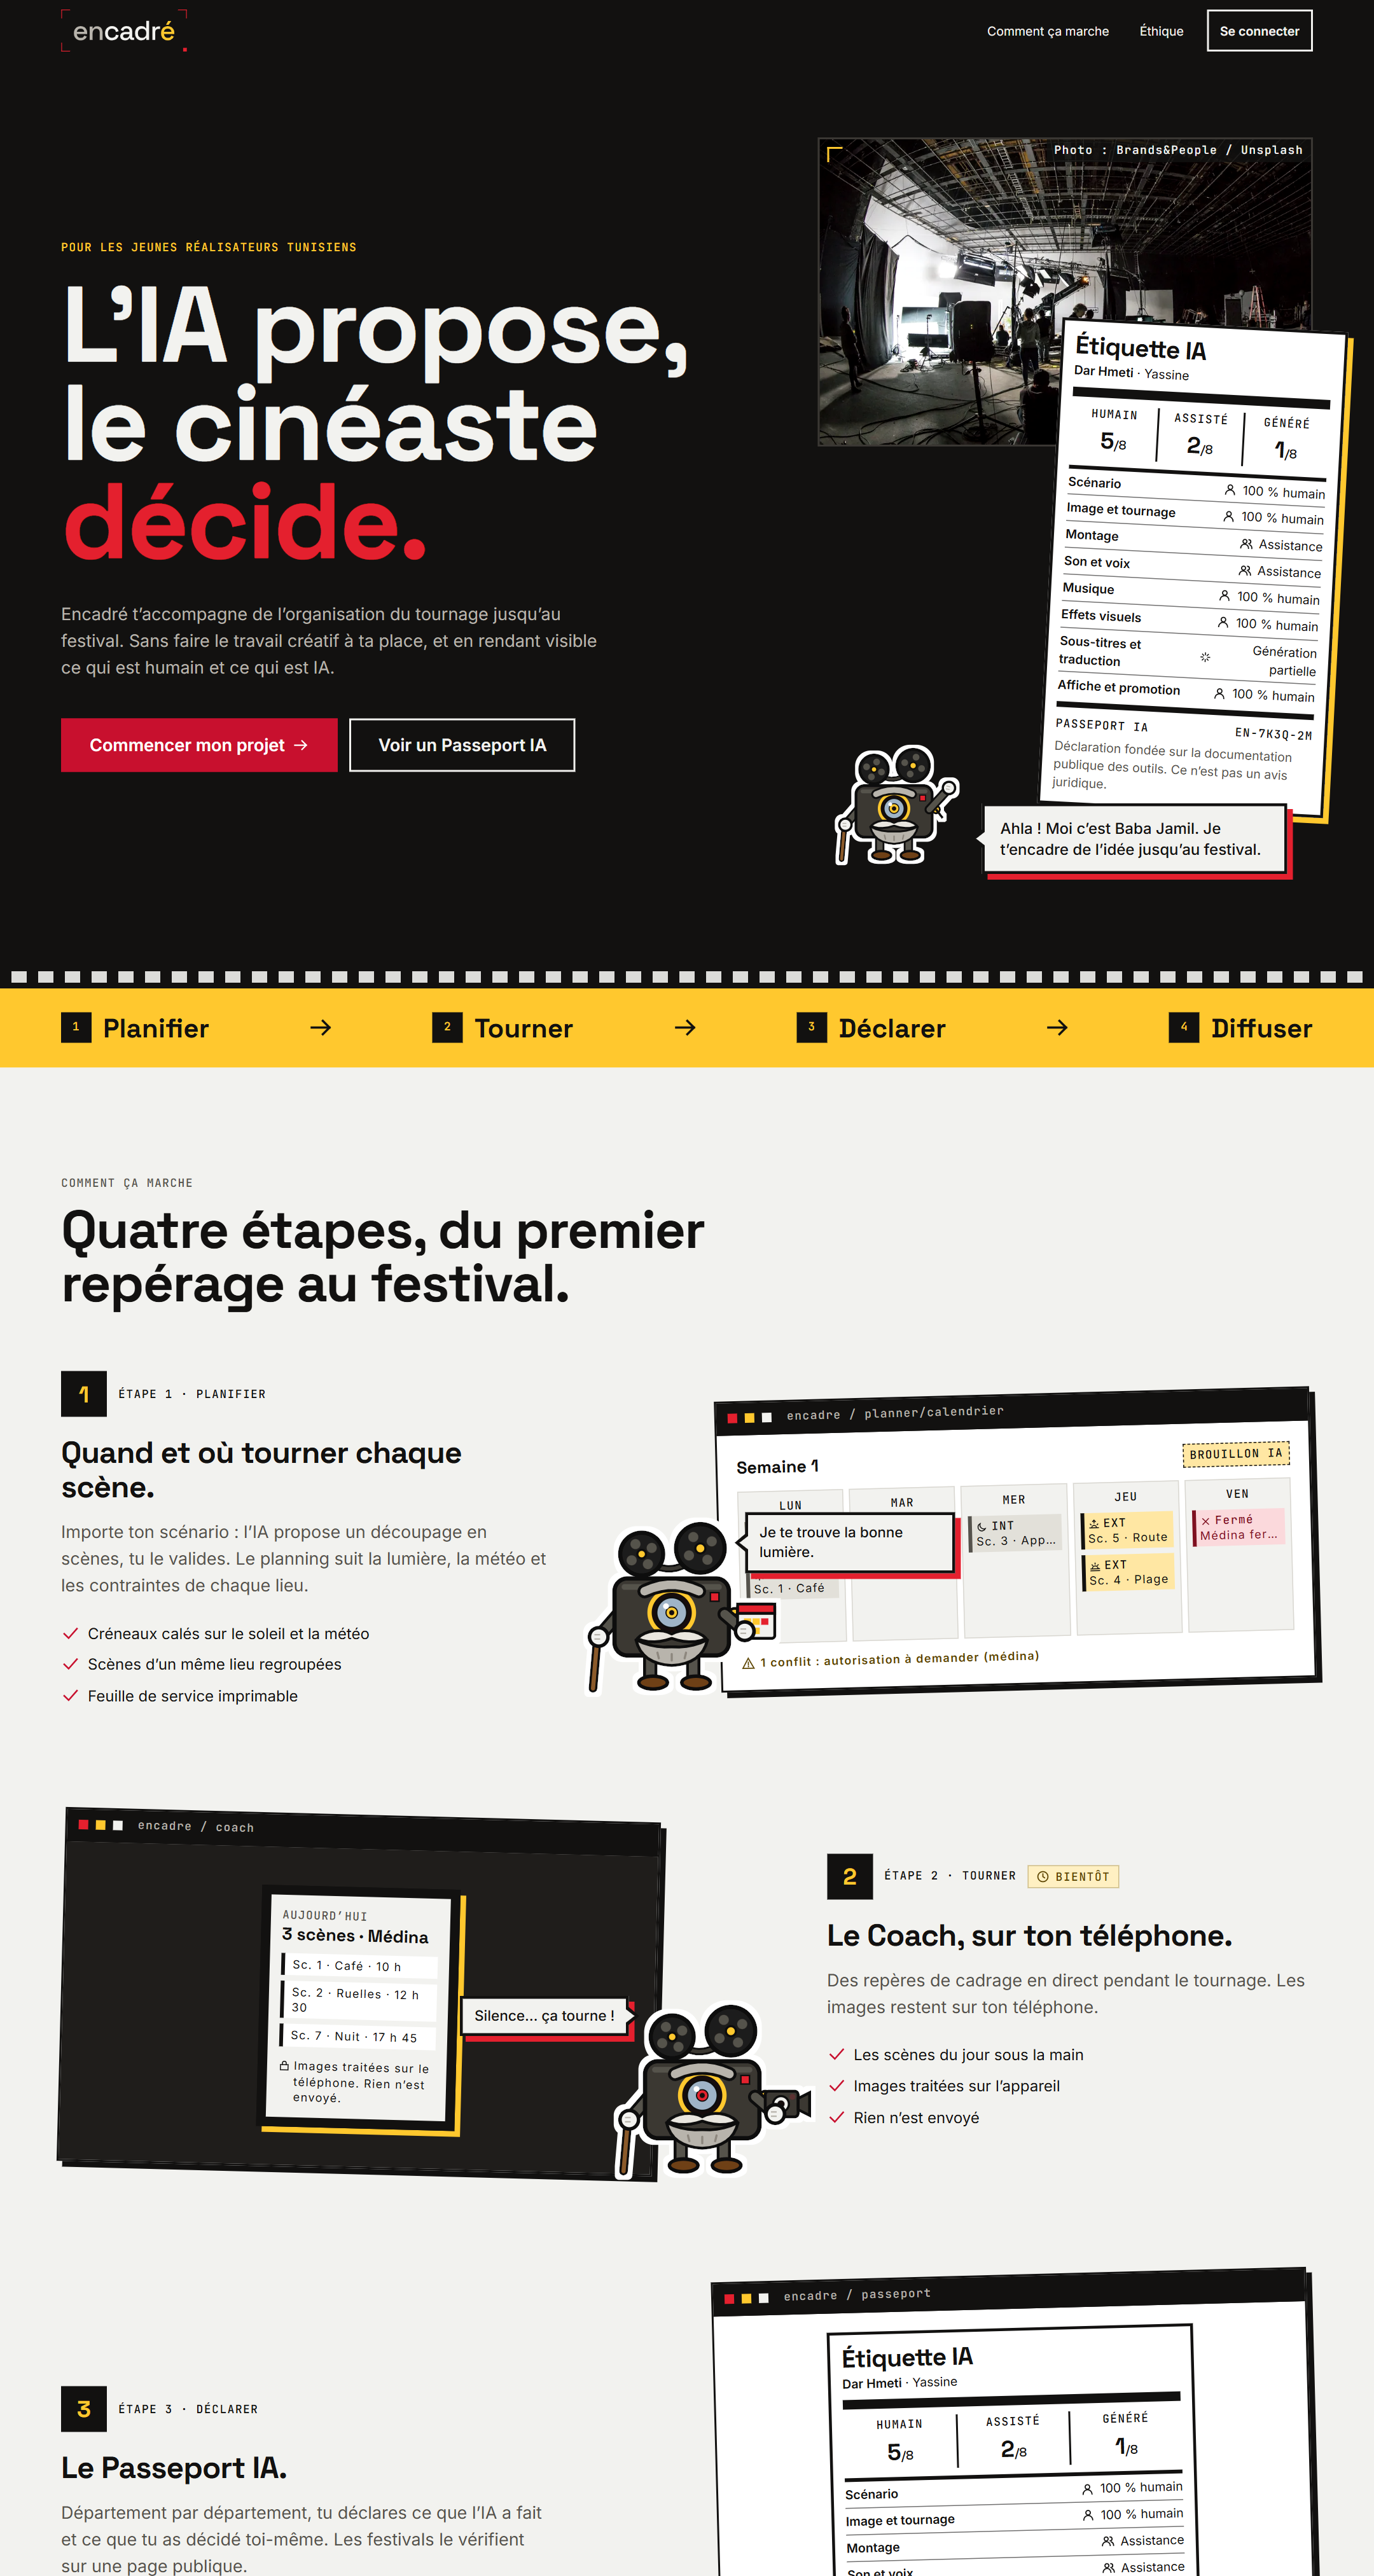 encadré
Comment ça marche
Éthique
Se connecter
Photo : Brands&People / Unsplash
POUR LES JEUNES RÉALISATEURS TUNISIENS
L’IA propose,
le cinéaste
décide.
Encadré t’accompagne de l’organisation du tournage jusqu’au
festival. Sans faire le travail créatif à ta place, et en rendant visible
ce qui est humain et ce qui est IA.
Commencer mon projet →
Voir un Passeport IA
Étiquette IA
Dar Hmeti · Yassine
HUMAIN ASSISTÉ GÉNÉRÉ
5/8 2/8 1/8
Scénario 100 % humain
Image et tournage 100 % humain
Montage Assistance
Son et voix Assistance
Musique 100 % humain
Effets visuels 100 % humain
Sous-titres et traduction Génération partielle
Affiche et promotion 100 % humain
PASSEPORT IA EN-7K3Q-2M
Déclaration fondée sur la documentation
publique des outils. Ce n’est pas un avis
juridique.
Ahla ! Moi c’est Baba Jamil. Je
t’encadre de l’idée jusqu’au festival.
1 Planifier → 2 Tourner → 3 Déclarer → 4 Diffuser
COMMENT ÇA MARCHE
Quatre étapes, du premier
repérage au festival.
1 ÉTAPE 1 · PLANIFIER
Quand et où tourner chaque
scène.
Importe ton scénario : l’IA propose un découpage en
scènes, tu le valides. Le planning suit la lumière, la météo et
les contraintes de chaque lieu.
Créneaux calés sur le soleil et la météo
Scènes d’un même lieu regroupées
Feuille de service imprimable
encadre / planner/calendrier
Semaine 1
BROUILLON IA
LUN MAR MER JEU VEN
Je te trouve la bonne
lumière.
Sc. 1 · Café
INT
Sc. 3 · App…
EXT
Sc. 5 · Route
EXT
Sc. 4 · Plage
Fermé
Médina fer…
1 conflit : autorisation à demander (médina)
encadre / coach
AUJOURD’HUI
3 scènes · Médina
Sc. 1 · Café · 10 h
Sc. 2 · Ruelles · 12 h
30
Sc. 7 · Nuit · 17 h 45
Images traitées sur le
téléphone. Rien n’est
envoyé.
Silence… ça tourne !
2 ÉTAPE 2 · TOURNER BIENTÔT
Le Coach, sur ton téléphone.
Des repères de cadrage en direct pendant le tournage. Les
images restent sur ton téléphone.
Les scènes du jour sous la main
Images traitées sur l’appareil
Rien n’est envoyé
3 ÉTAPE 3 · DÉCLARER
Le Passeport IA.
Département par département, tu déclares ce que l’IA a fait
et ce que tu as décidé toi-même. Les festivals le vérifient
sur une page publique.
encadre / passeport
Étiquette IA
Dar Hmeti · Yassine
HUMAIN ASSISTÉ GÉNÉRÉ
5/8 2/8 1/8
Scénario 100 % humain
Image et tournage 100 % humain
Montage Assistance
Son et voix Assistance